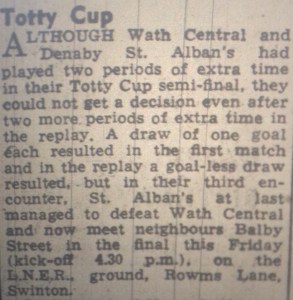 Totty Cup
ALTHOUGH Wath Central and
Denaby St. Alban's had
played two periods of extra time
in their Totty Cup semi-final, they
could not get a decision even after
two more periods of extra time in
the replay. A draw of one goal
each resulted in the first match
and in the replay a goal-less draw
resulted, but in their third en-
counter, St. Alban's at last
managed to defeat Wath Central
and now meet neighbours Balby
Street in the final this Friday
(kick-off 4.30 p.m.), on the
L.N.E.R., ground, Rowms Lane,
Swinton.